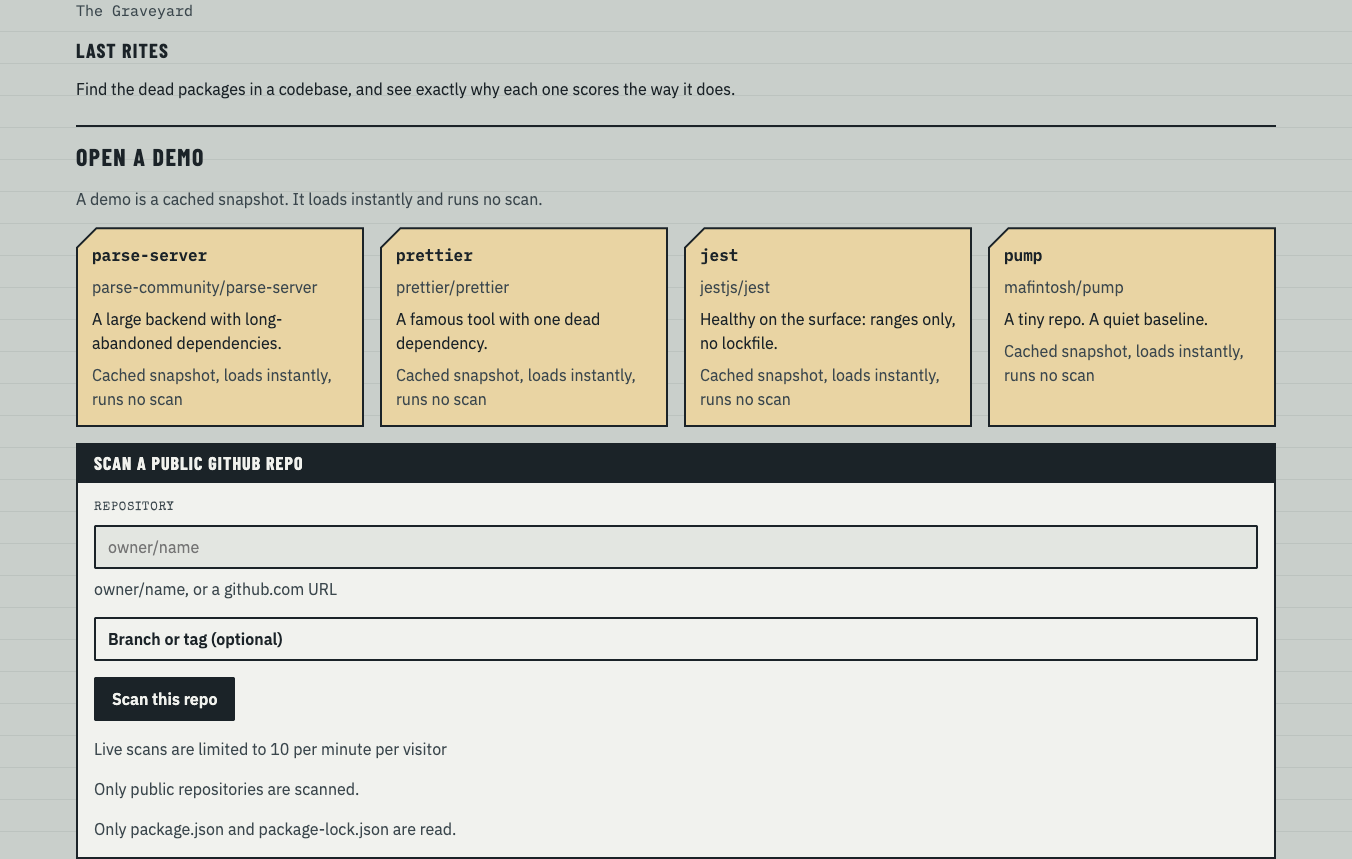 The Graveyard
LAST RITES
Find the dead packages in a codebase, and see exactly why each one scores the way it does.
OPEN A DEMO
A demo is a cached snapshot. It loads instantly and runs no scan.
parse-server
parse-community/parse-server
A large backend with long-
abandoned dependencies.
Cached snapshot, loads instantly,
runs no scan
prettier
prettier/prettier
A famous tool with one dead
dependency.
Cached snapshot, loads instantly,
runs no scan
jest
jestjs/jest
Healthy on the surface: ranges only,
no lockfile.
Cached snapshot, loads instantly,
runs no scan
pump
mafintosh/pump
A tiny repo. A quiet baseline.
Cached snapshot, loads instantly,
runs no scan
SCAN A PUBLIC GITHUB REPO
REPOSITORY
owner/name
owner/name, or a github.com URL
Branch or tag (optional)
Scan this repo
Live scans are limited to 10 per minute per visitor
Only public repositories are scanned.
Only package.json and package-lock.json are read.